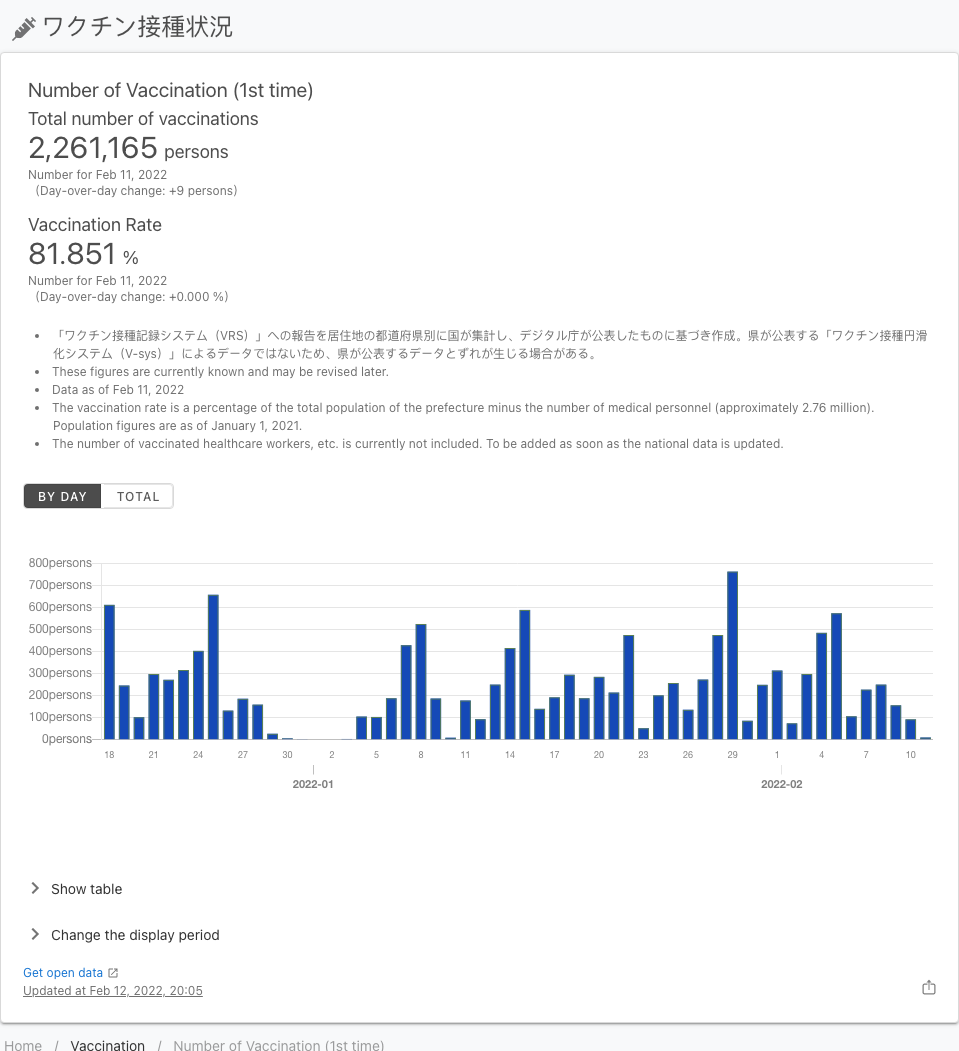 ワクチン接種状況
Number of Vaccination (1st time)
Total number of vaccinations
2,261,165 persons
Number for Feb 11, 2022
（Day-over-day change: +9 persons）
Vaccination Rate
81.851 %
Number for Feb 11, 2022
（Day-over-day change: +0.000 %）
• 「ワクチン接種記録システム（VRS）」への報告を居住地の都道府県別に国が集計し、デジタル庁が公表したものに基づき作成。県が公表する「ワクチン接種円滑
化システム（V-sys）」によるデータではないため、県が公表するデータとずれが生じる場合がある。
• These figures are currently known and may be revised later.
• Data as of Feb 11, 2022
• The vaccination rate is a percentage of the total population of the prefecture minus the number of medical personnel (approximately 2.76 million).
Population figures are as of January 1, 2021.
• The number of vaccinated healthcare workers, etc. is currently not included. To be added as soon as the national data is updated.
BY DAY TOTAL
800persons
700persons
600persons
500persons
400persons
300persons
200persons
100persons
0persons
18 21 24 27 30 2 5 8 11 14 17 20 23 26 29 1 4 7 10
2022-01 2022-02
Show table
Change the display period
Get open data
Updated at Feb 12, 2022, 20:05
Home / Vaccination / Number of Vaccination (1st time)